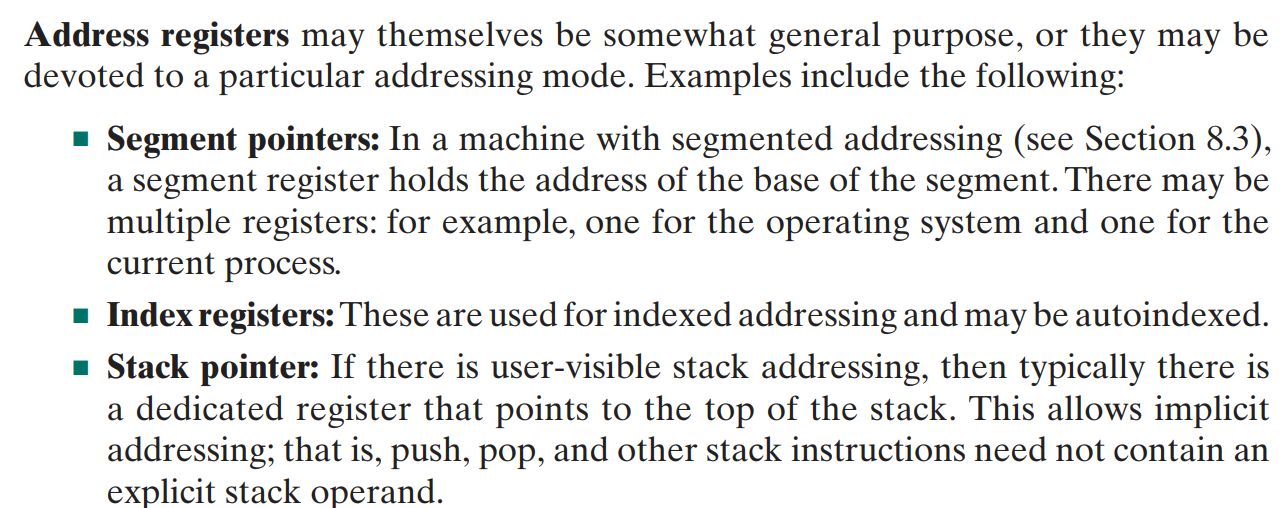 Address registers may themselves be somewhat general purpose, or they may be
devoted to a particular addressing mode. Examples include the following:
■ Segment pointers: In a machine with segmented addressing (see Section 8.3),
a segment register holds the address of the base of the segment. There may be
multiple registers: for example, one for the operating system and one for the
current process.
■ Index registers: These are used for indexed addressing and may be autoindexed.
■ Stack pointer: If there is user-visible stack addressing, then typically there is
a dedicated register that points to the top of the stack. This allows implicit
addressing; that is, push, pop, and other stack instructions need not contain an
explicit stack operand.